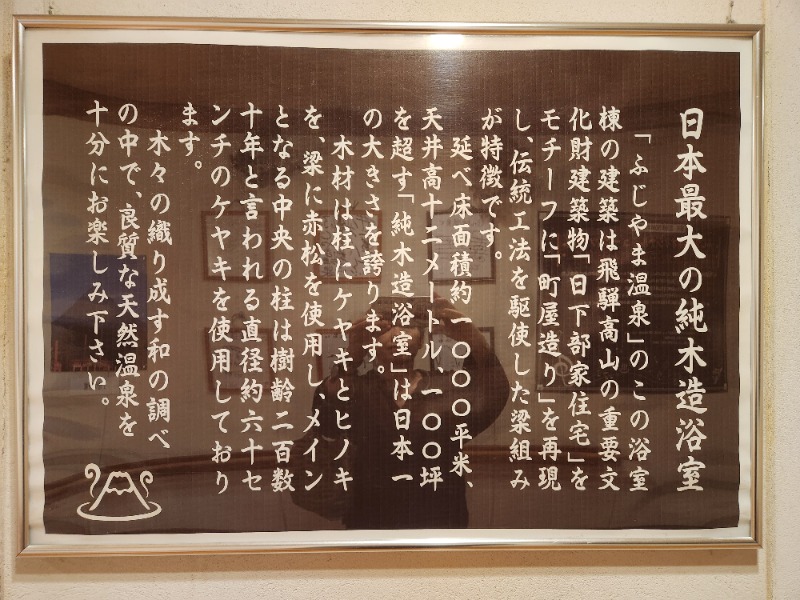 日本最大の純木造浴室
「ふじやま温泉」のこの浴室
棟の建築は飛騨高山の重要文
化財建築物「日下部家住宅」を
モチーフに「町屋造り」を再現
し、伝統工法を駆使した梁組み
が特徴です。
延べ床面積約一〇〇〇平米、
天井高十二メートル、一〇〇坪
を超す「純木造浴室」は日本一
の大きさを誇ります。
木材は柱にケヤキとヒノキ
を、梁に赤松を使用し、メイン
となる中央の柱は樹齢二百数
十年と言われる直径約六十セ
ンチのケヤキを使用しており
ます。
木々の織り成す和の調べ
の中で、良質な天然温泉を
十分にお楽しみ下さい。